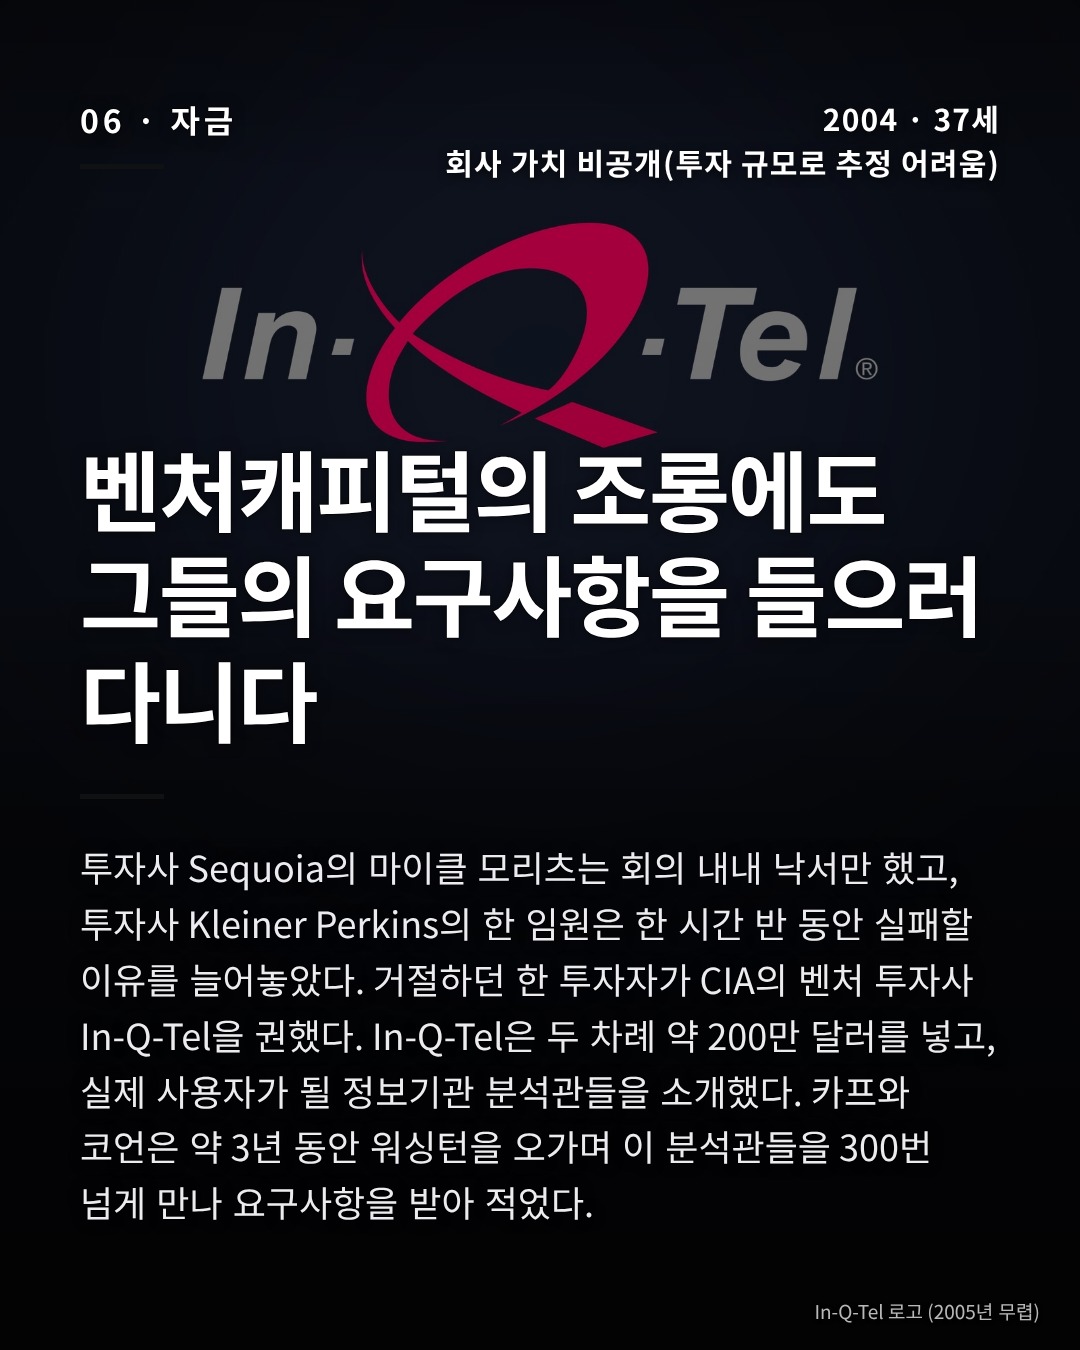 06 · 자금
2004 · 37세
회사 가치 비공개(투자 규모로 추정 어려움)
In·Q·Tel®
벤처캐피털의 조롱에도
그들의 요구사항을 들으러
다니다
투자사 Sequoia의 마이클 모리츠는 회의 내내 낙서만 했고,
투자사 Kleiner Perkins의 한 임원은 한 시간 반 동안 실패할
이유를 늘어놓았다. 거절하던 한 투자자가 CIA의 벤처 투자사
In-Q-Tel을 권했다. In-Q-Tel은 두 차례 약 200만 달러를 넣고,
실제 사용자가 될 정보기관 분석관들을 소개했다. 카프와
코언은 약 3년 동안 워싱턴을 오가며 이 분석관들을 300번
넘게 만나 요구사항을 받아 적었다.
In-Q-Tel 로고 (2005년 무렵)